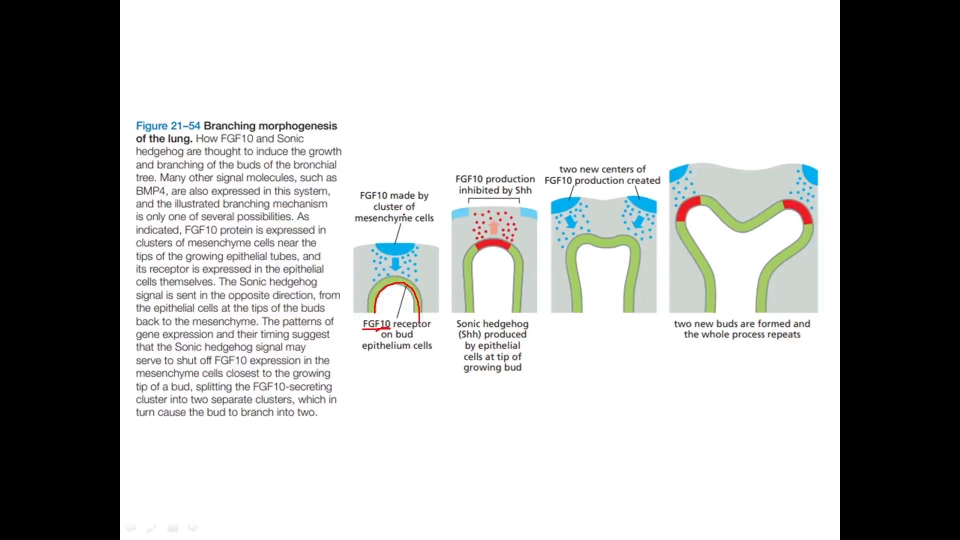 Figure 21–54 Branching morphogenesis
of the lung. How FGF10 and Sonic
hedgehog are thought to induce the growth
and branching of the buds of the bronchial
tree. Many other signal molecules, such as
BMP4, are also expressed in this system,
and the illustrated branching mechanism
is only one of several possibilities. As
indicated, FGF10 protein is expressed in
clusters of mesenchyme cells near the
tips of the growing epithelial tubes, and
its receptor is expressed in the epithelial
cells themselves. The Sonic hedgehog
signal is sent in the opposite direction, from
the epithelial cells at the tips of the buds
back to the mesenchyme. The patterns of
gene expression and their timing suggest
that the Sonic hedgehog signal may
serve to shut off FGF10 expression in the
mesenchyme cells closest to the growing
tip of a bud, splitting the FGF10-secreting
cluster into two separate clusters, which in
turn cause the bud to branch into two.
FGF10 made by
cluster of
mesenchyme cells
FGF10 receptor
on bud
epithelium cells
FGF10 production
inhibited by Shh
Sonic hedgehog
(Shh) produced
by epithelial
cells at tip of
growing bud
two new centers of
FGF10 production created
two new buds are formed and
the whole process repeats